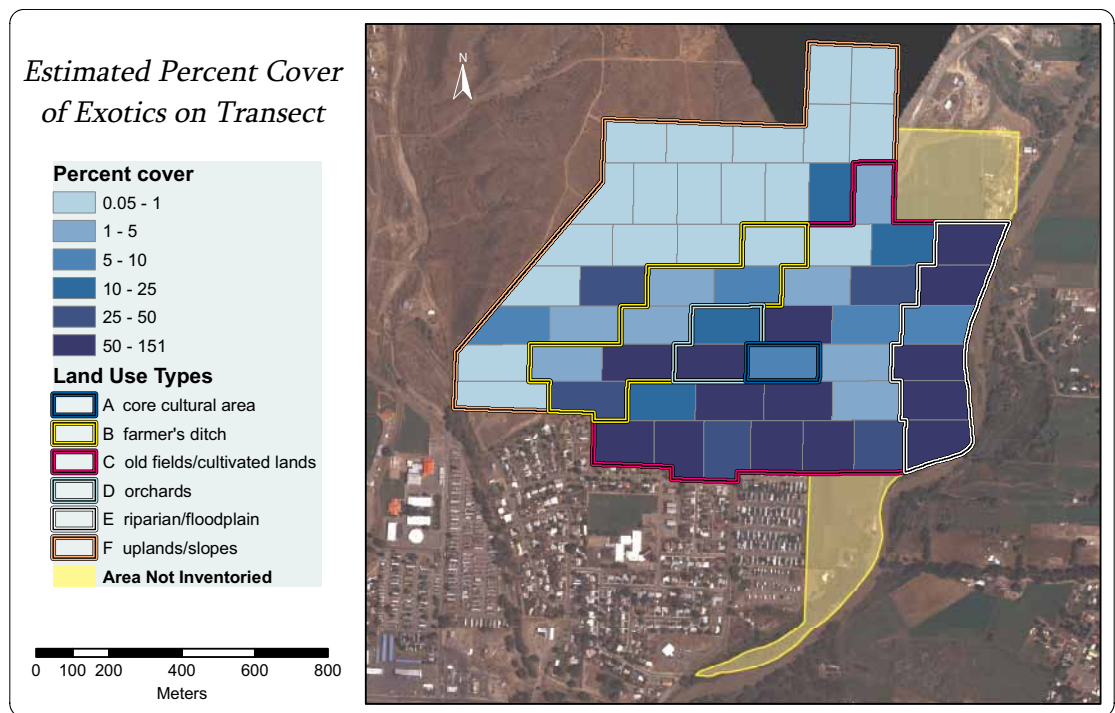 Estimated Percent Cover
of Exotics on Transect
N
Percent cover
0.05 - 1
1 - 5
5 - 10
10 - 25
25 - 50
50 - 151
Land Use Types
A core cultural area
B farmer's ditch
C old fields/cultivated lands
D orchards
E riparian/floodplain
F uplands/slopes
Area Not Inventoried
0 100 200 400 600 800
Meters